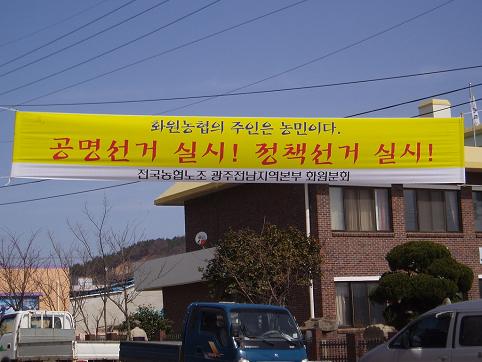 화원농협의 주인은 농민이다.
공명선거 실시! 정책선거 실시!
전국농협노조 광주전남지역본부 화원분회